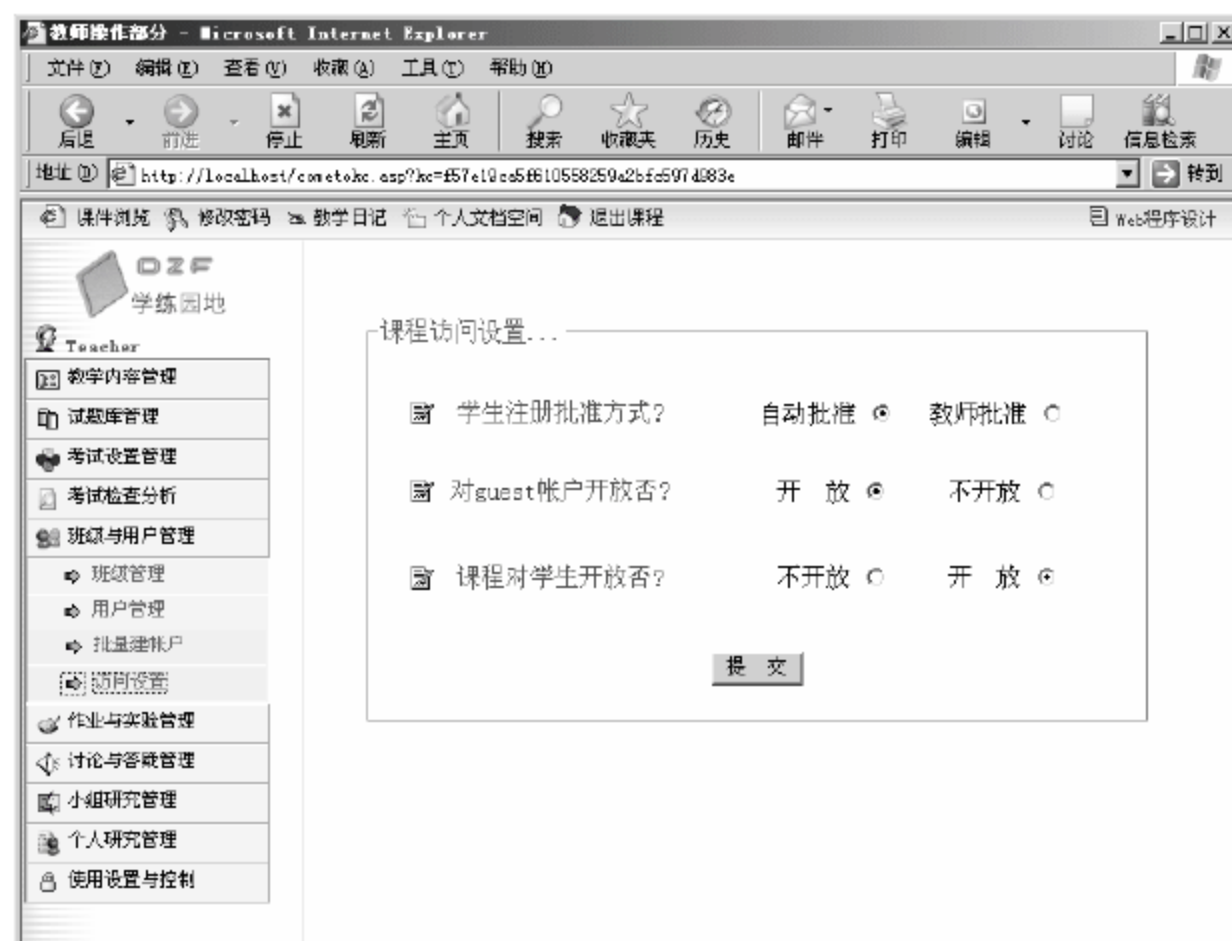 教师操作部分 - Microsoft Internet Explorer
文件(F) 编辑(E) 查看(V) 收藏(A) 工具(T) 帮助(H)
后退 前进 停止 刷新 主页 搜索 收藏夹 历史 邮件 打印 编辑 讨论 信息检索
地址(D) http://localhost/cometokc.asp? 转到
课件浏览 修改密码 教学日记 个人文档空间 退出课程 Web程序设计
OZF
学练园地
Teacher
教学内容管理
试题库管理
考试设置管理
考试检查分析
班级与用户管理
班级管理
用户管理
批量建帐户
访问设置
作业与实验管理
讨论与答疑管理
小组研究管理
个人研究管理
使用设置与控制
课程访问设置...
学生注册批准方式? 自动批准 教师批准
对guest帐户开放否? 开 放 不开放
课程对学生开放否? 不开放 开 放
提 交